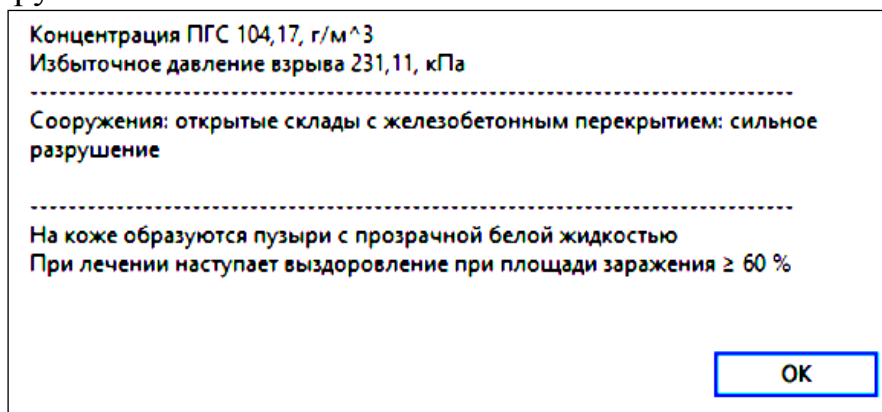 Концентрация ПГС 104,17, г/м^3
Избыточное давление взрыва 231,11, кПа
--------------------------------------------------------------------------------
Сооружения: открытые склады с железобетонным перекрытием: сильное
разрушение
--------------------------------------------------------------------------------
На коже образуются пузыри с прозрачной белой жидкостью
При лечении наступает выздоровление при площади заражения ≥ 60 %
OK